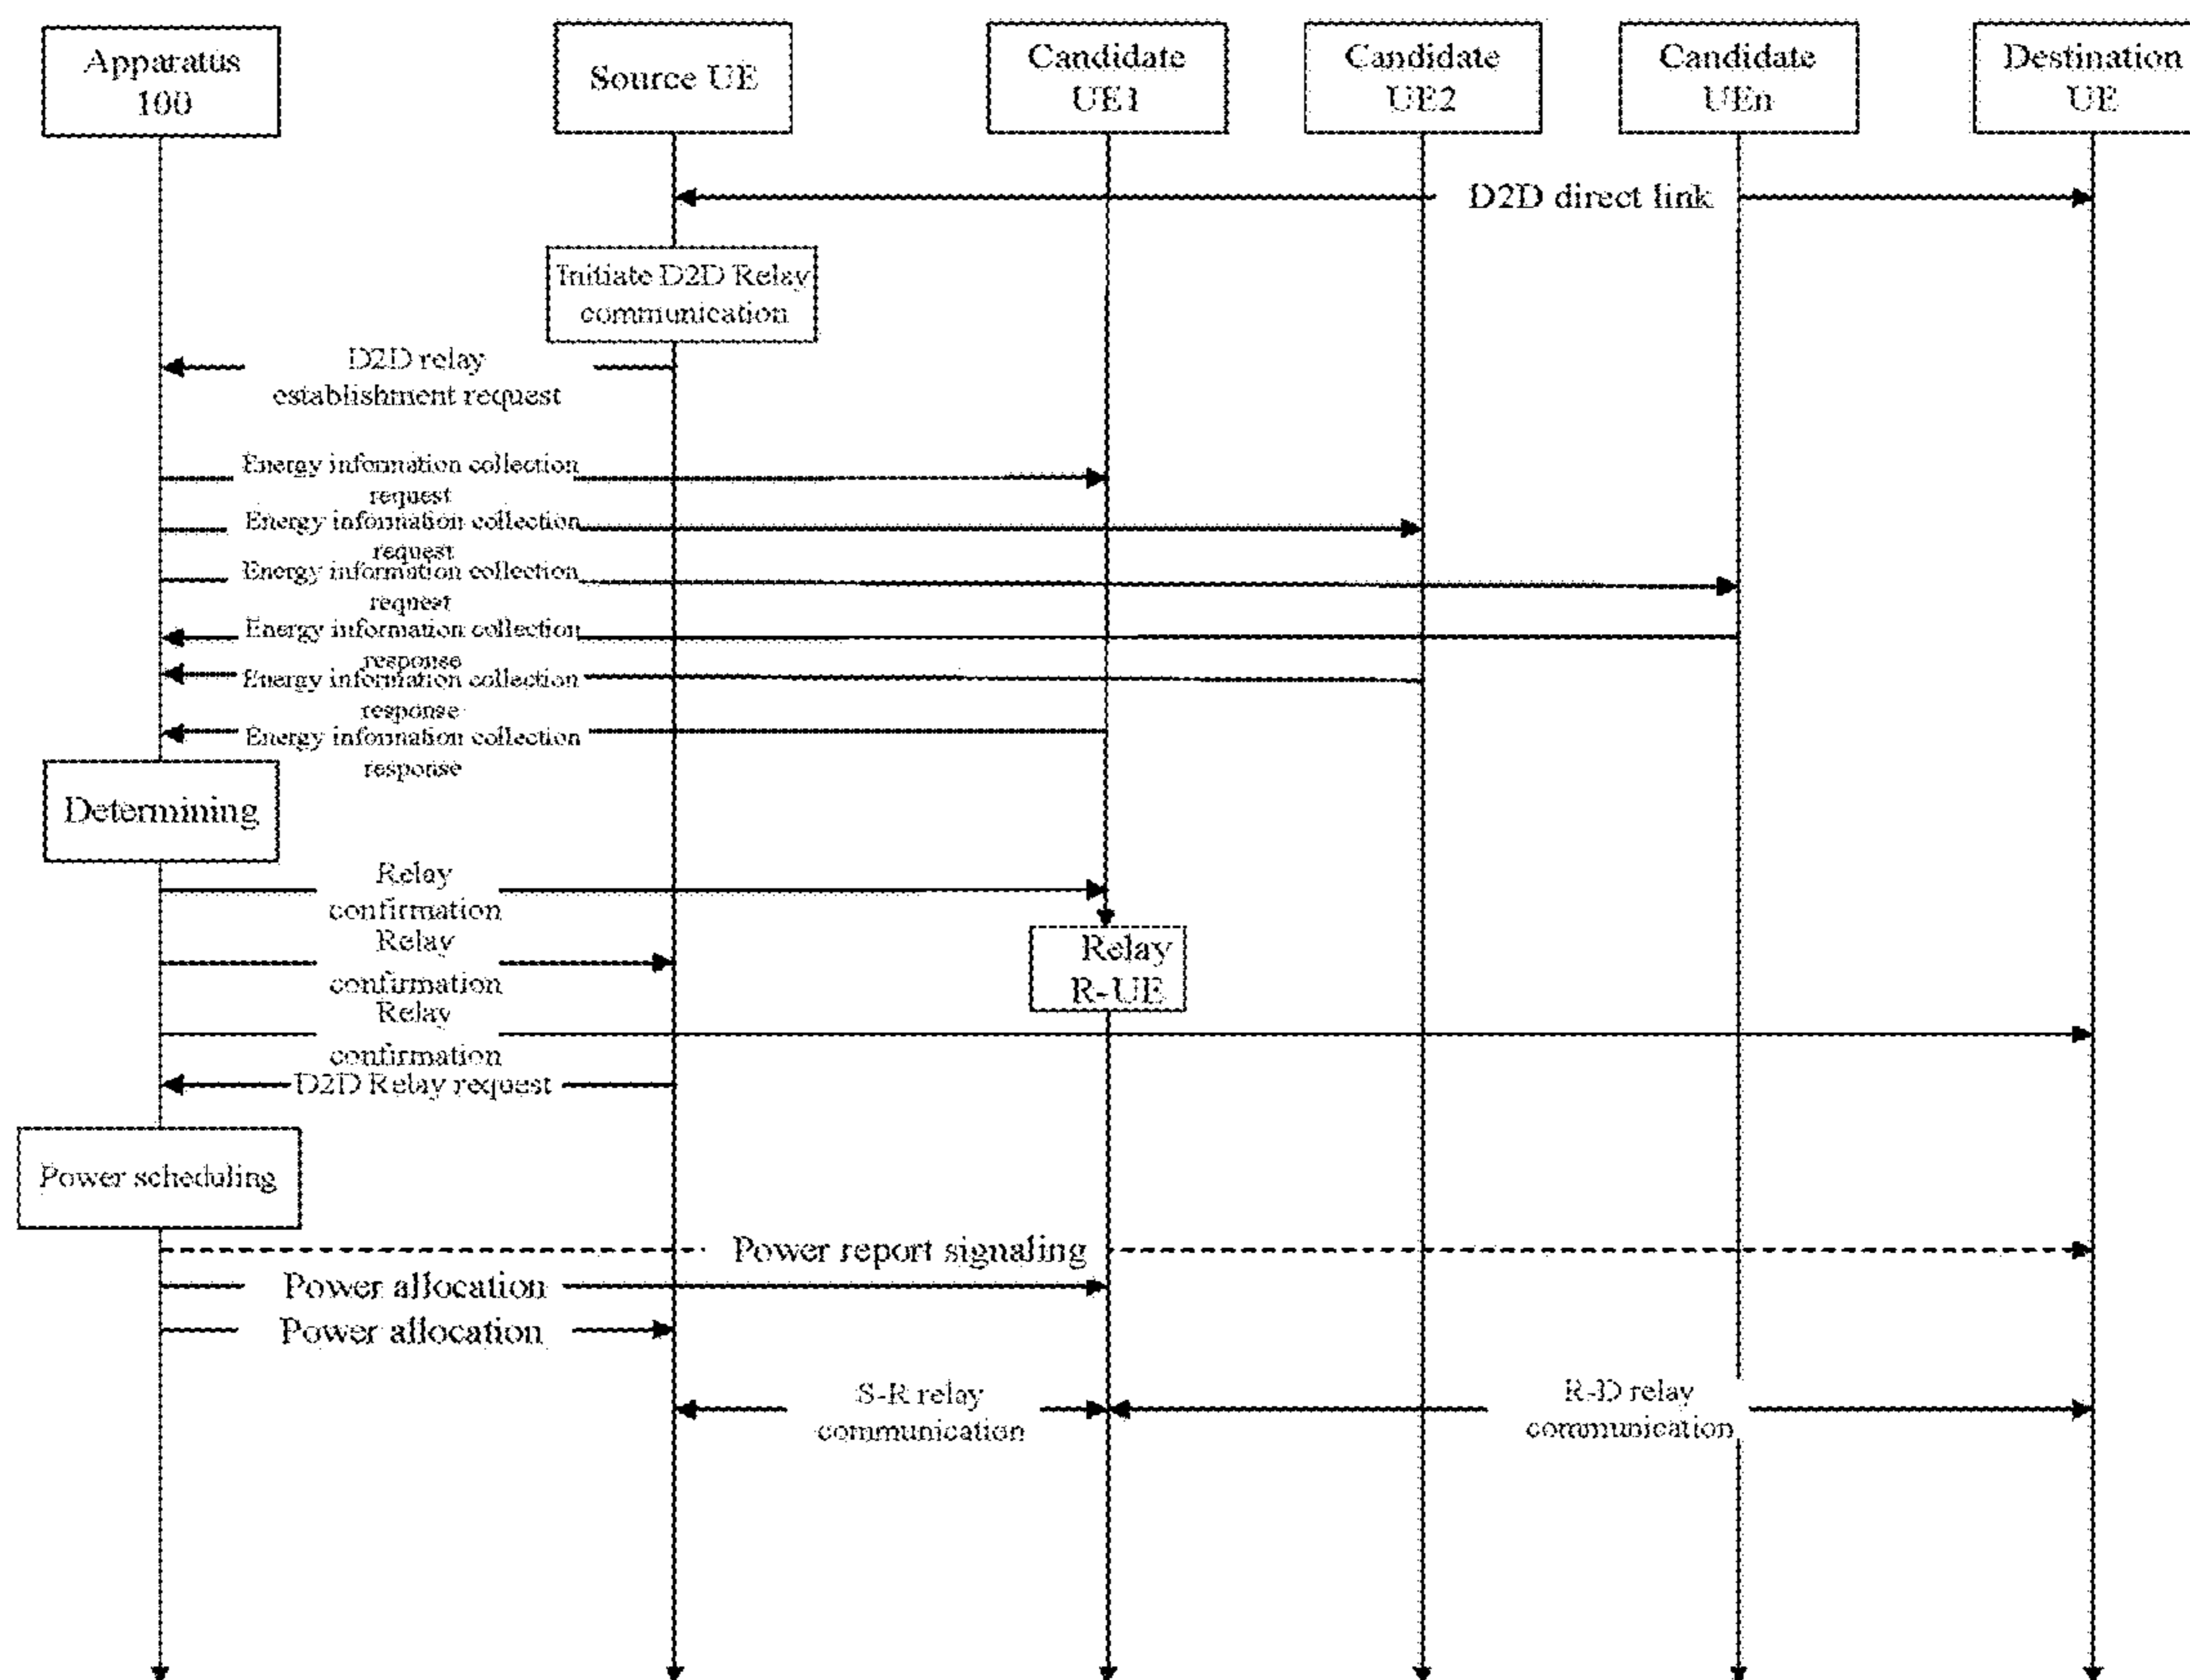 Apparatus
100
Source UE
Candidate
UE1
Candidate
UE2
Candidate
UEn
Destination
UE
D2D direct link
Initiate D2D Relay
communication
D2D relay
establishment request
Energy information collection
request
Energy information collection
request
Energy information collection
request
Energy information collection
response
Energy information collection
response
Energy information collection
response
Determining
Relay
confirmation
Relay
confirmation
Relay
R-UE
Relay
confirmation
D2D Relay request
Power scheduling
Power report signaling
Power allocation
Power allocation
S-R relay
communication
R-D relay
communication